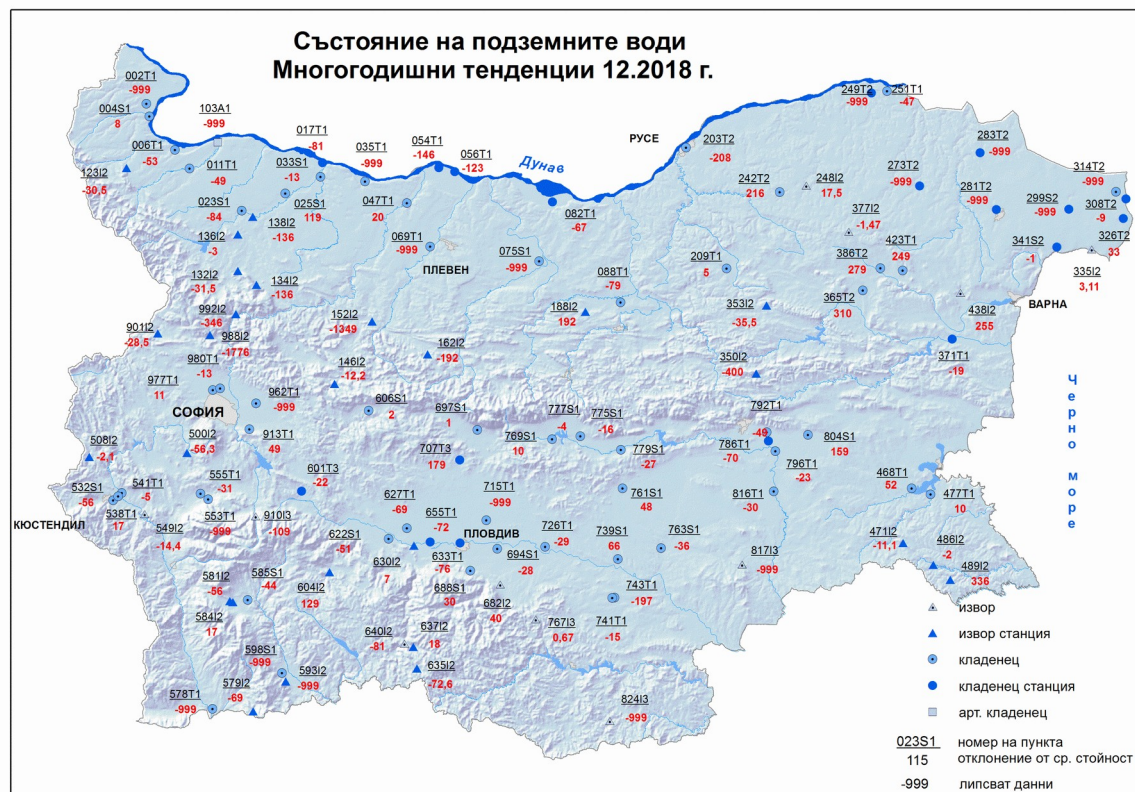 Състояние на подземните води
Многогодишни тенденции 12.2018 г.
002T1
-999
004S1
8
103A1
-999
006T1
-53
011T1
-49
123I2
-30,5
017T1
-81
033S1
-13
035T1
-999
054T1
-146
056T1
-123
Дунав
РУСЕ
203T2
-208
249T2
-999
251T1
-47
283T2
-999
023S1
-84
025S1
119
138I2
-136
136I2
-3
047T1
20
069T1
-999
ПЛЕВЕН
075S1
-999
082T1
-67
242T2
216
248I2
17,5
273T2
-999
281T2
-999
299S2
-999
314T2
-999
308T2
-9
326T2
33
377I2
-1,47
423T1
249
386T2
279
341S2
-1
335I2
3,11
209T1
5
088T1
-79
365T2
310
ВАРНА
132I2
-31,5
134I2
-136
992I2
-346
988I2
-1776
901I2
-28,5
152I2
-1349
162I2
-192
188I2
192
353I2
-35,5
350I2
-400
438I2
255
371T1
-19
980T1
-13
977T1
11
146I2
-12,2
СОФИЯ
962T1
-999
606S1
2
697S1
1
777S1
-4
775S1
-16
792T1
-49
Черно море
508I2
-2,1
500I2
-56,3
913T1
49
707T3
179
769S1
10
779S1
-27
786T1
-70
804S1
159
796T1
-23
532S1
-56
541T1
-5
555T1
-31
601T3
-22
627T1
-69
715T1
-999
761S1
48
816T1
-30
468T1
52
477T1
10
КЮСТЕНДИЛ
538T1
17
553T1
-999
910I3
-109
549I2
-14,4
622S1
-51
655T1
-72
ПЛОВДИВ
726T1
-29
739S1
66
763S1
-36
471I2
-11,1
486I2
-2
489I2
336
581I2
-56
585S1
-44
604I2
129
630I2
7
633T1
-76
694S1
-28
688S1
30
682I2
40
743T1
-197
741T1
-15
817I3
-999
584I2
17
640I2
-81
637I2
18
767I3
0,67
598S1
-999
593I2
-999
635I2
-72,6
579I2
-69
578T1
-999
824I3
-999
извор
извор станция
кладенец
кладенец станция
арт. кладенец
023S1 номер на пункта
115 отклонение от ср. стойност
-999 липсват данни